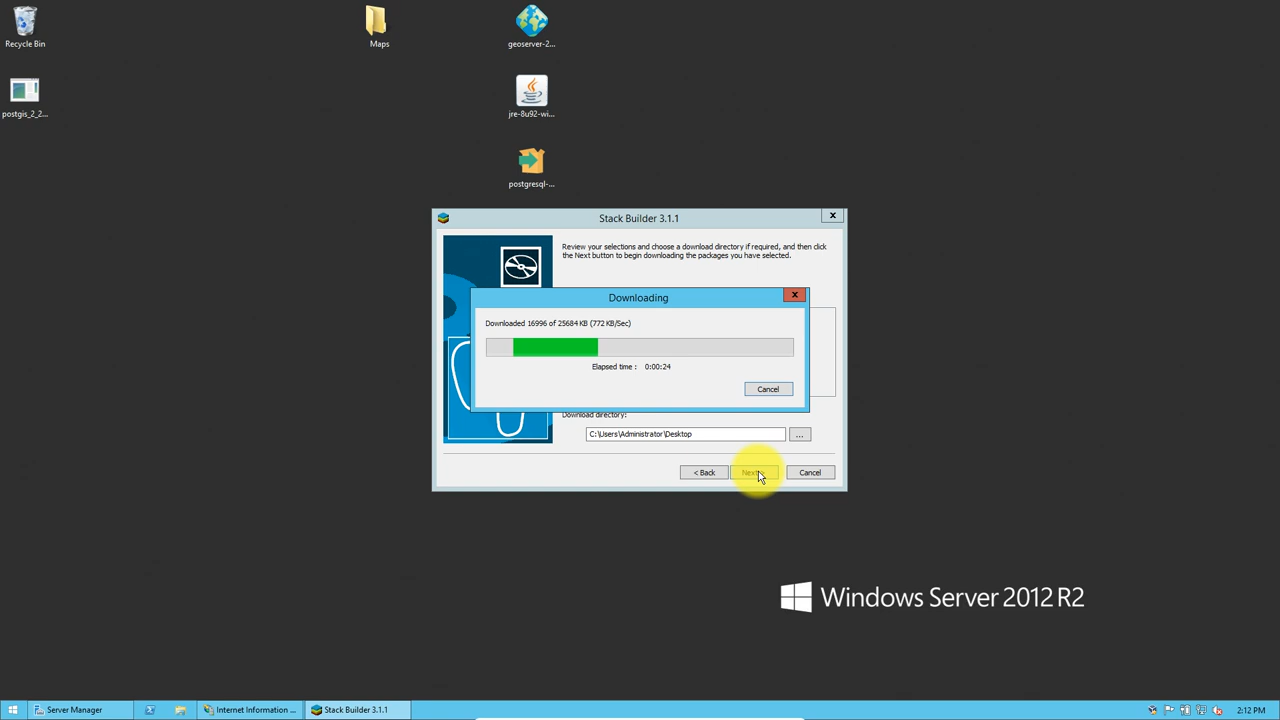 Recycle Bin
Maps
geoserver-2...
postgis_2_2...
jre-8u92-wi...
postgresql-...
Stack Builder 3.1.1
Review your selections and choose a download directory if required, and then click
the Next button to begin downloading the packages you have selected.
Downloading
Downloaded 16996 of 25684 KB (772 KB/Sec)
Elapsed time : 0:00:24
Cancel
Download directory:
C:\Users\Administrator\Desktop
...
< Back
Next >
Cancel
Windows Server 2012 R2
Server Manager
Internet Information ...
Stack Builder 3.1.1
2:12 PM